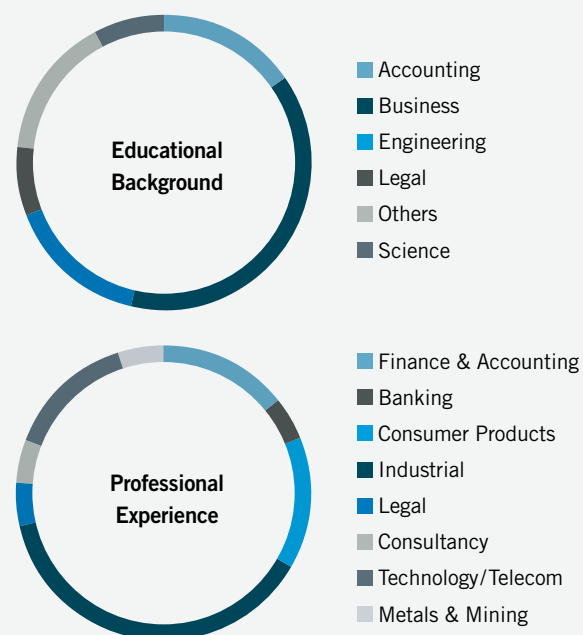 Educational
Background
Accounting
Business
Engineering
Legal
Others
Science
Professional
Experience
Finance & Accounting
Banking
Consumer Products
Industrial
Legal
Consultancy
Technology/Telecom
Metals & Mining